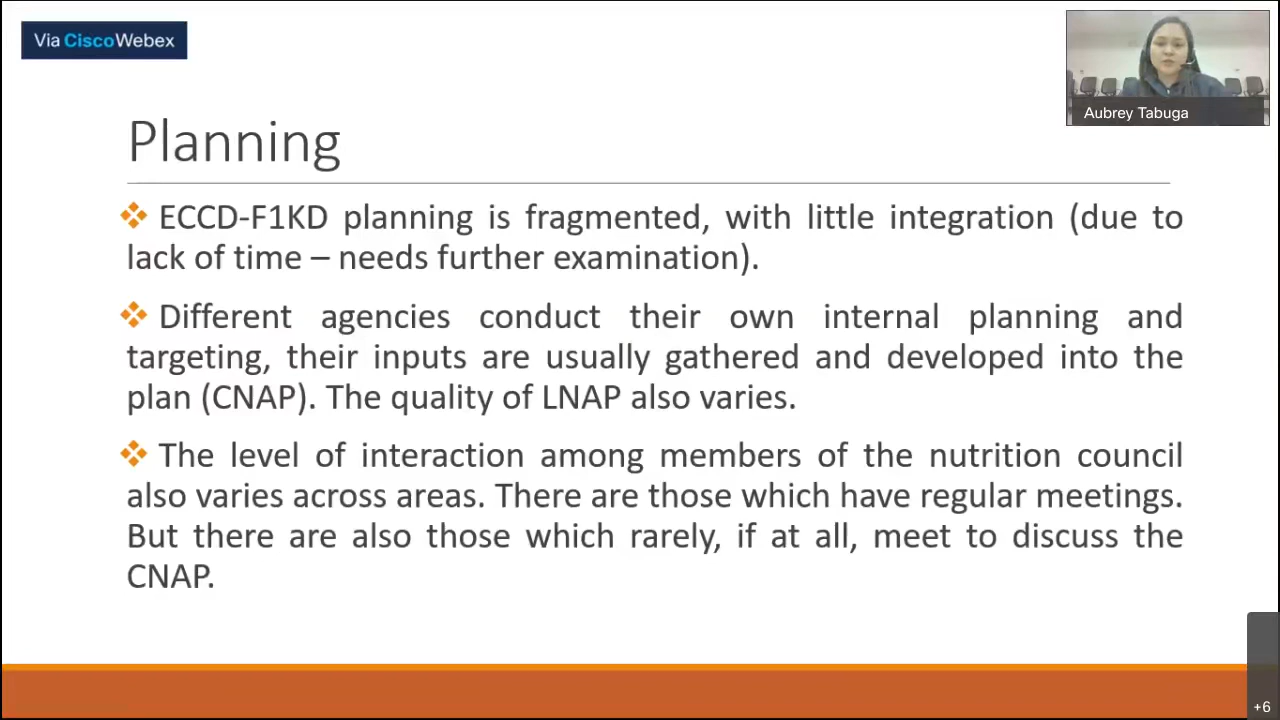 Via CiscoWebex
Aubrey Tabuga
Planning
❖ ECCD-F1KD planning is fragmented, with little integration (due to
lack of time – needs further examination).
❖ Different agencies conduct their own internal planning and
targeting, their inputs are usually gathered and developed into the
plan (CNAP). The quality of LNAP also varies.
❖ The level of interaction among members of the nutrition council
also varies across areas. There are those which have regular meetings.
But there are also those which rarely, if at all, meet to discuss the
CNAP.
+6